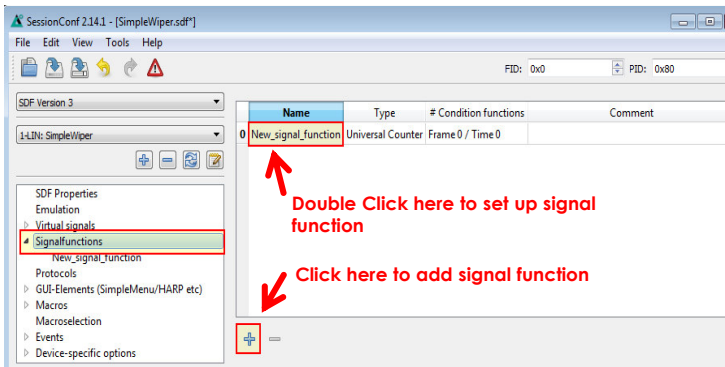 SessionConf 2.14.1 - [SimpleWiper.sdf*]
File Edit View Tools Help
FID: 0x0 PID: 0x80
SDF Version 3
1-LIN: SimpleWiper
Name Type # Condition functions Comment
0 New_signal_function Universal Counter Frame 0 / Time 0
SDF Properties
Emulation
Virtual signals
Signalfunctions
New_signal_function
Protocols
GUI-Elements (SimpleMenu/HARP etc)
Macros
Macroselection
Events
Device-specific options
Double Click here to set up signal
function
Click here to add signal function